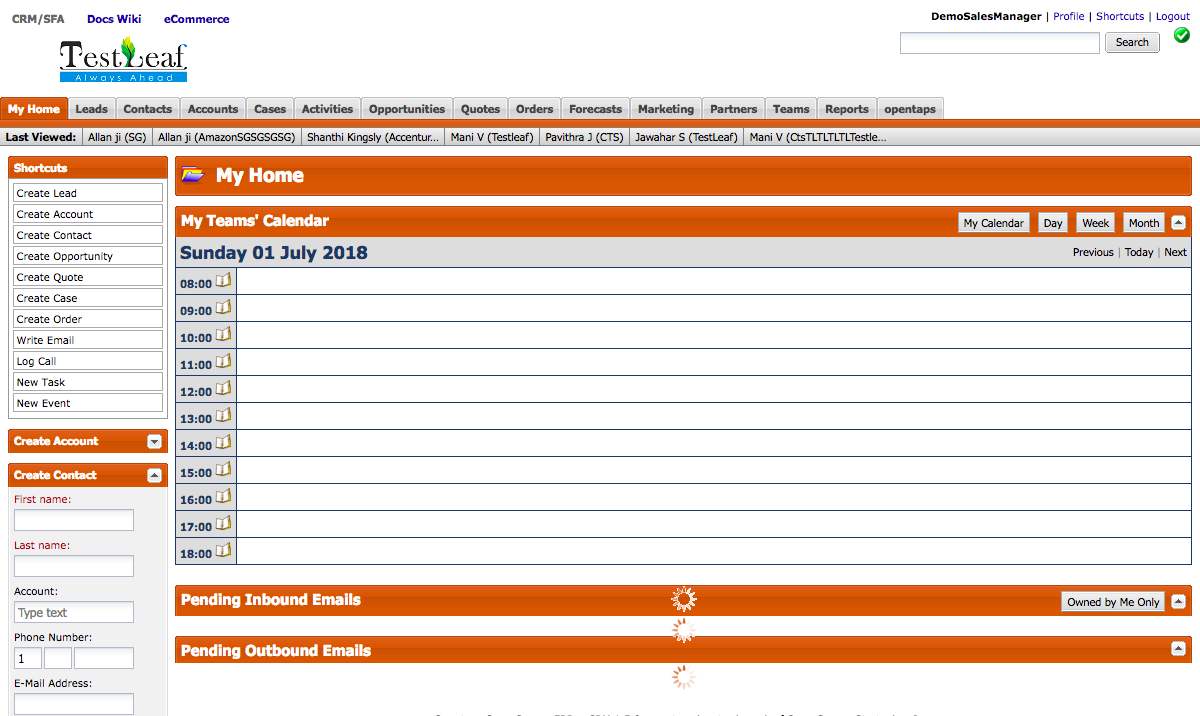 CRM/SFA Docs Wiki eCommerce
DemoSalesManager | Profile | Shortcuts | Logout
TestLeaf
Always Ahead
Search
My Home Leads Contacts Accounts Cases Activities Opportunities Quotes Orders Forecasts Marketing Partners Teams Reports opentaps
Last Viewed: Allan ji (SG) Allan ji (AmazonSGSGSGSG) Shanthi Kingsly (Accentur... Mani V (Testleaf) Pavithra J (CTS) Jawahar S (TestLeaf) Mani V (CtsTLTLTLTLTestle...
Shortcuts
Create Lead
Create Account
Create Contact
Create Opportunity
Create Quote
Create Case
Create Order
Write Email
Log Call
New Task
New Event
Create Account
Create Contact
First name:
Last name:
Account:
Type text
Phone Number:
1
E-Mail Address:
My Home
My Teams' Calendar My Calendar Day Week Month
Sunday 01 July 2018 Previous | Today | Next
08:00
09:00
10:00
11:00
12:00
13:00
14:00
15:00
16:00
17:00
18:00
Pending Inbound Emails Owned by Me Only
Pending Outbound Emails